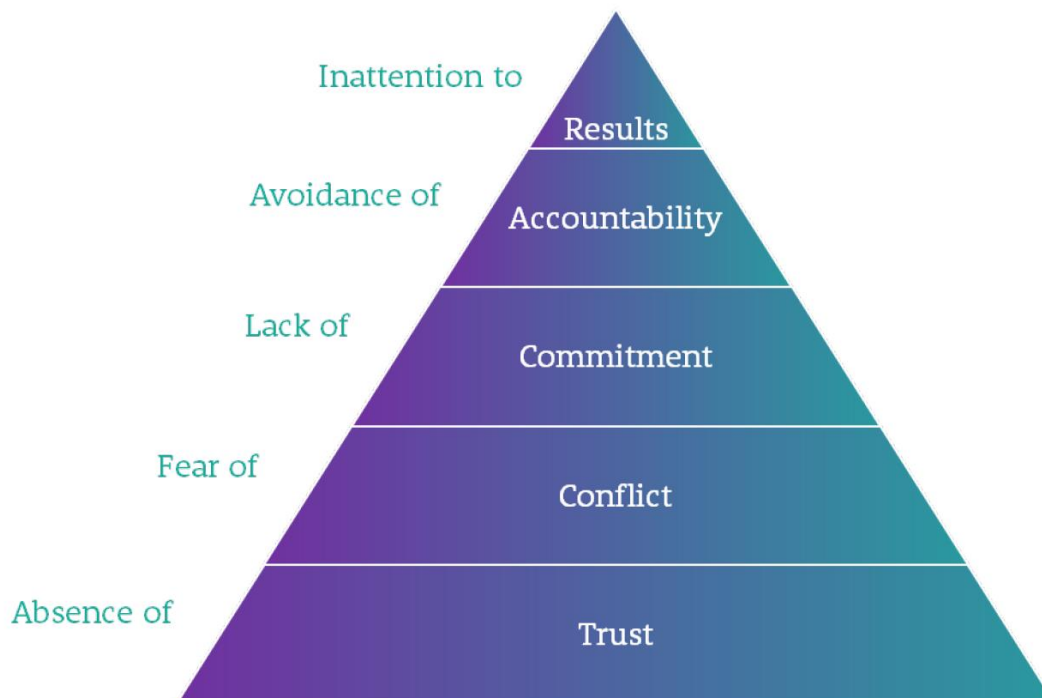 Inattention to
Results
Avoidance of
Accountability
Lack of
Commitment
Fear of
Conflict
Absence of
Trust